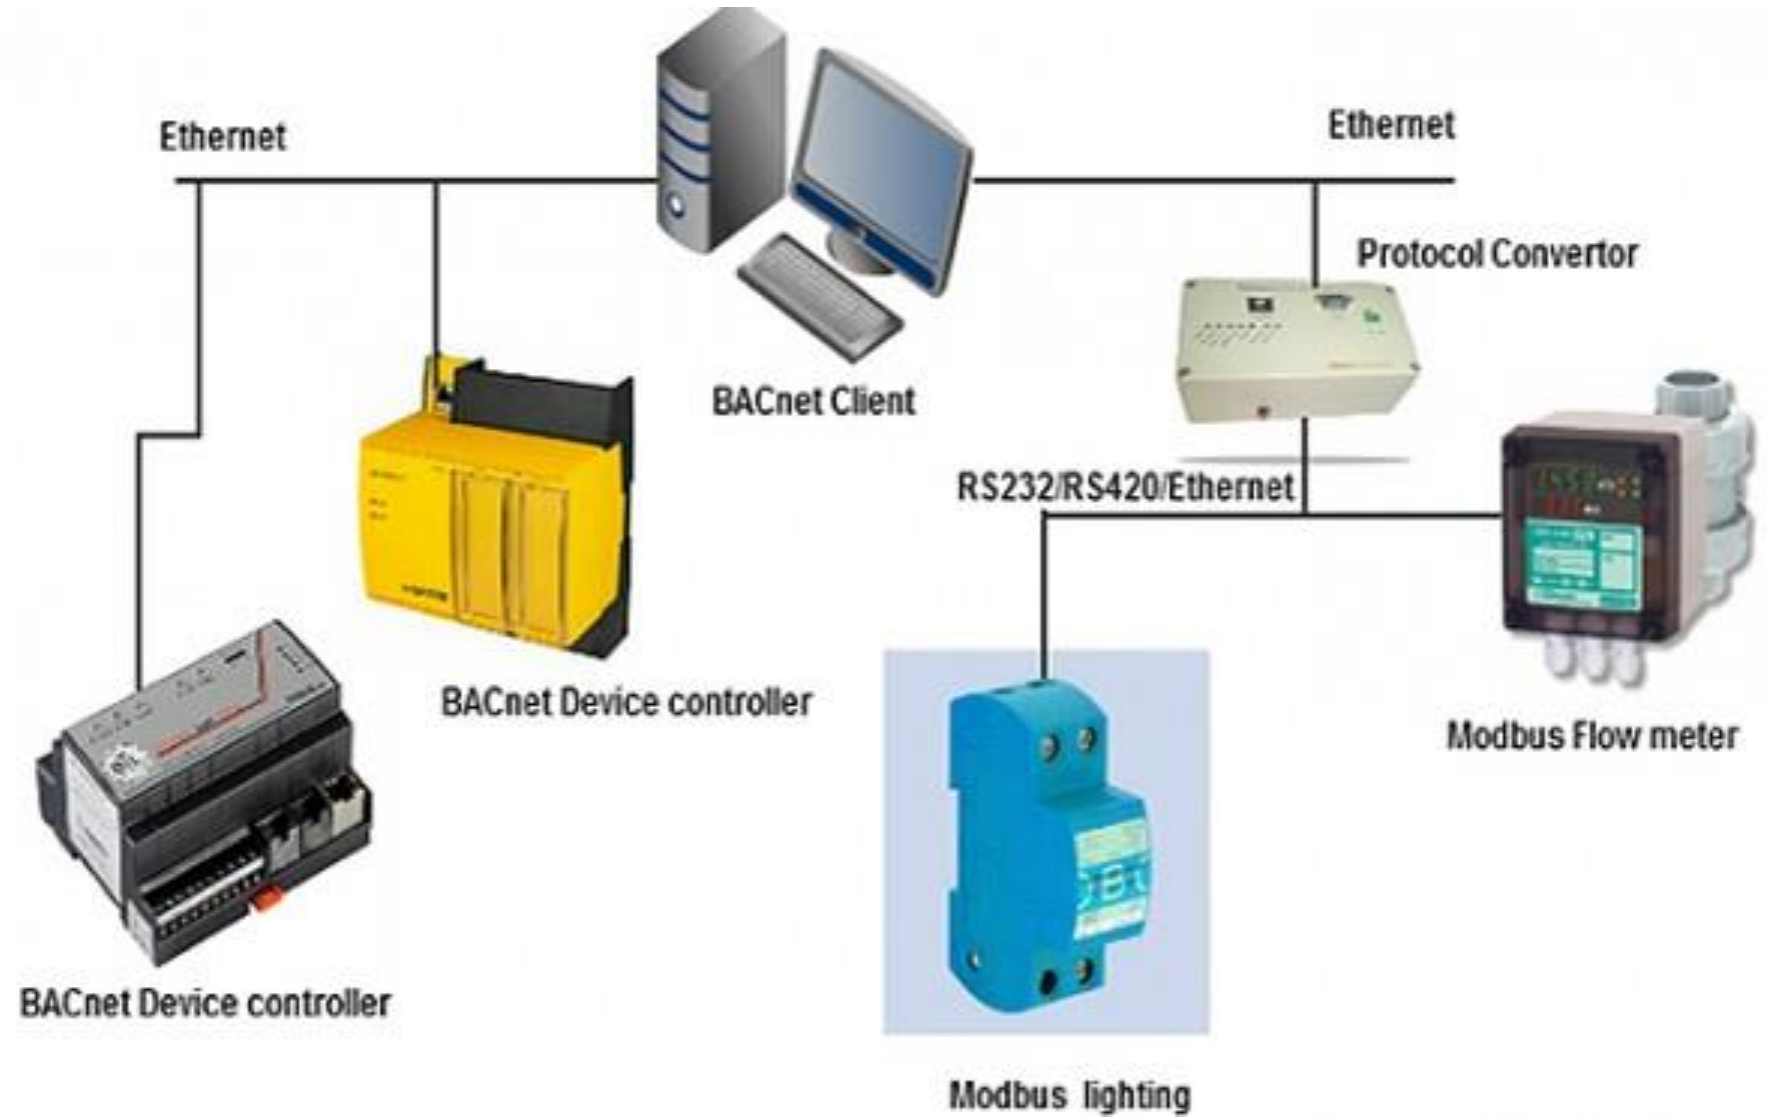 Ethernet
Ethernet
Protocol Convertor
BACnet Client
RS232/RS420/Ethernet
BACnet Device controller
Modbus Flow meter
BACnet Device controller
Modbus lighting